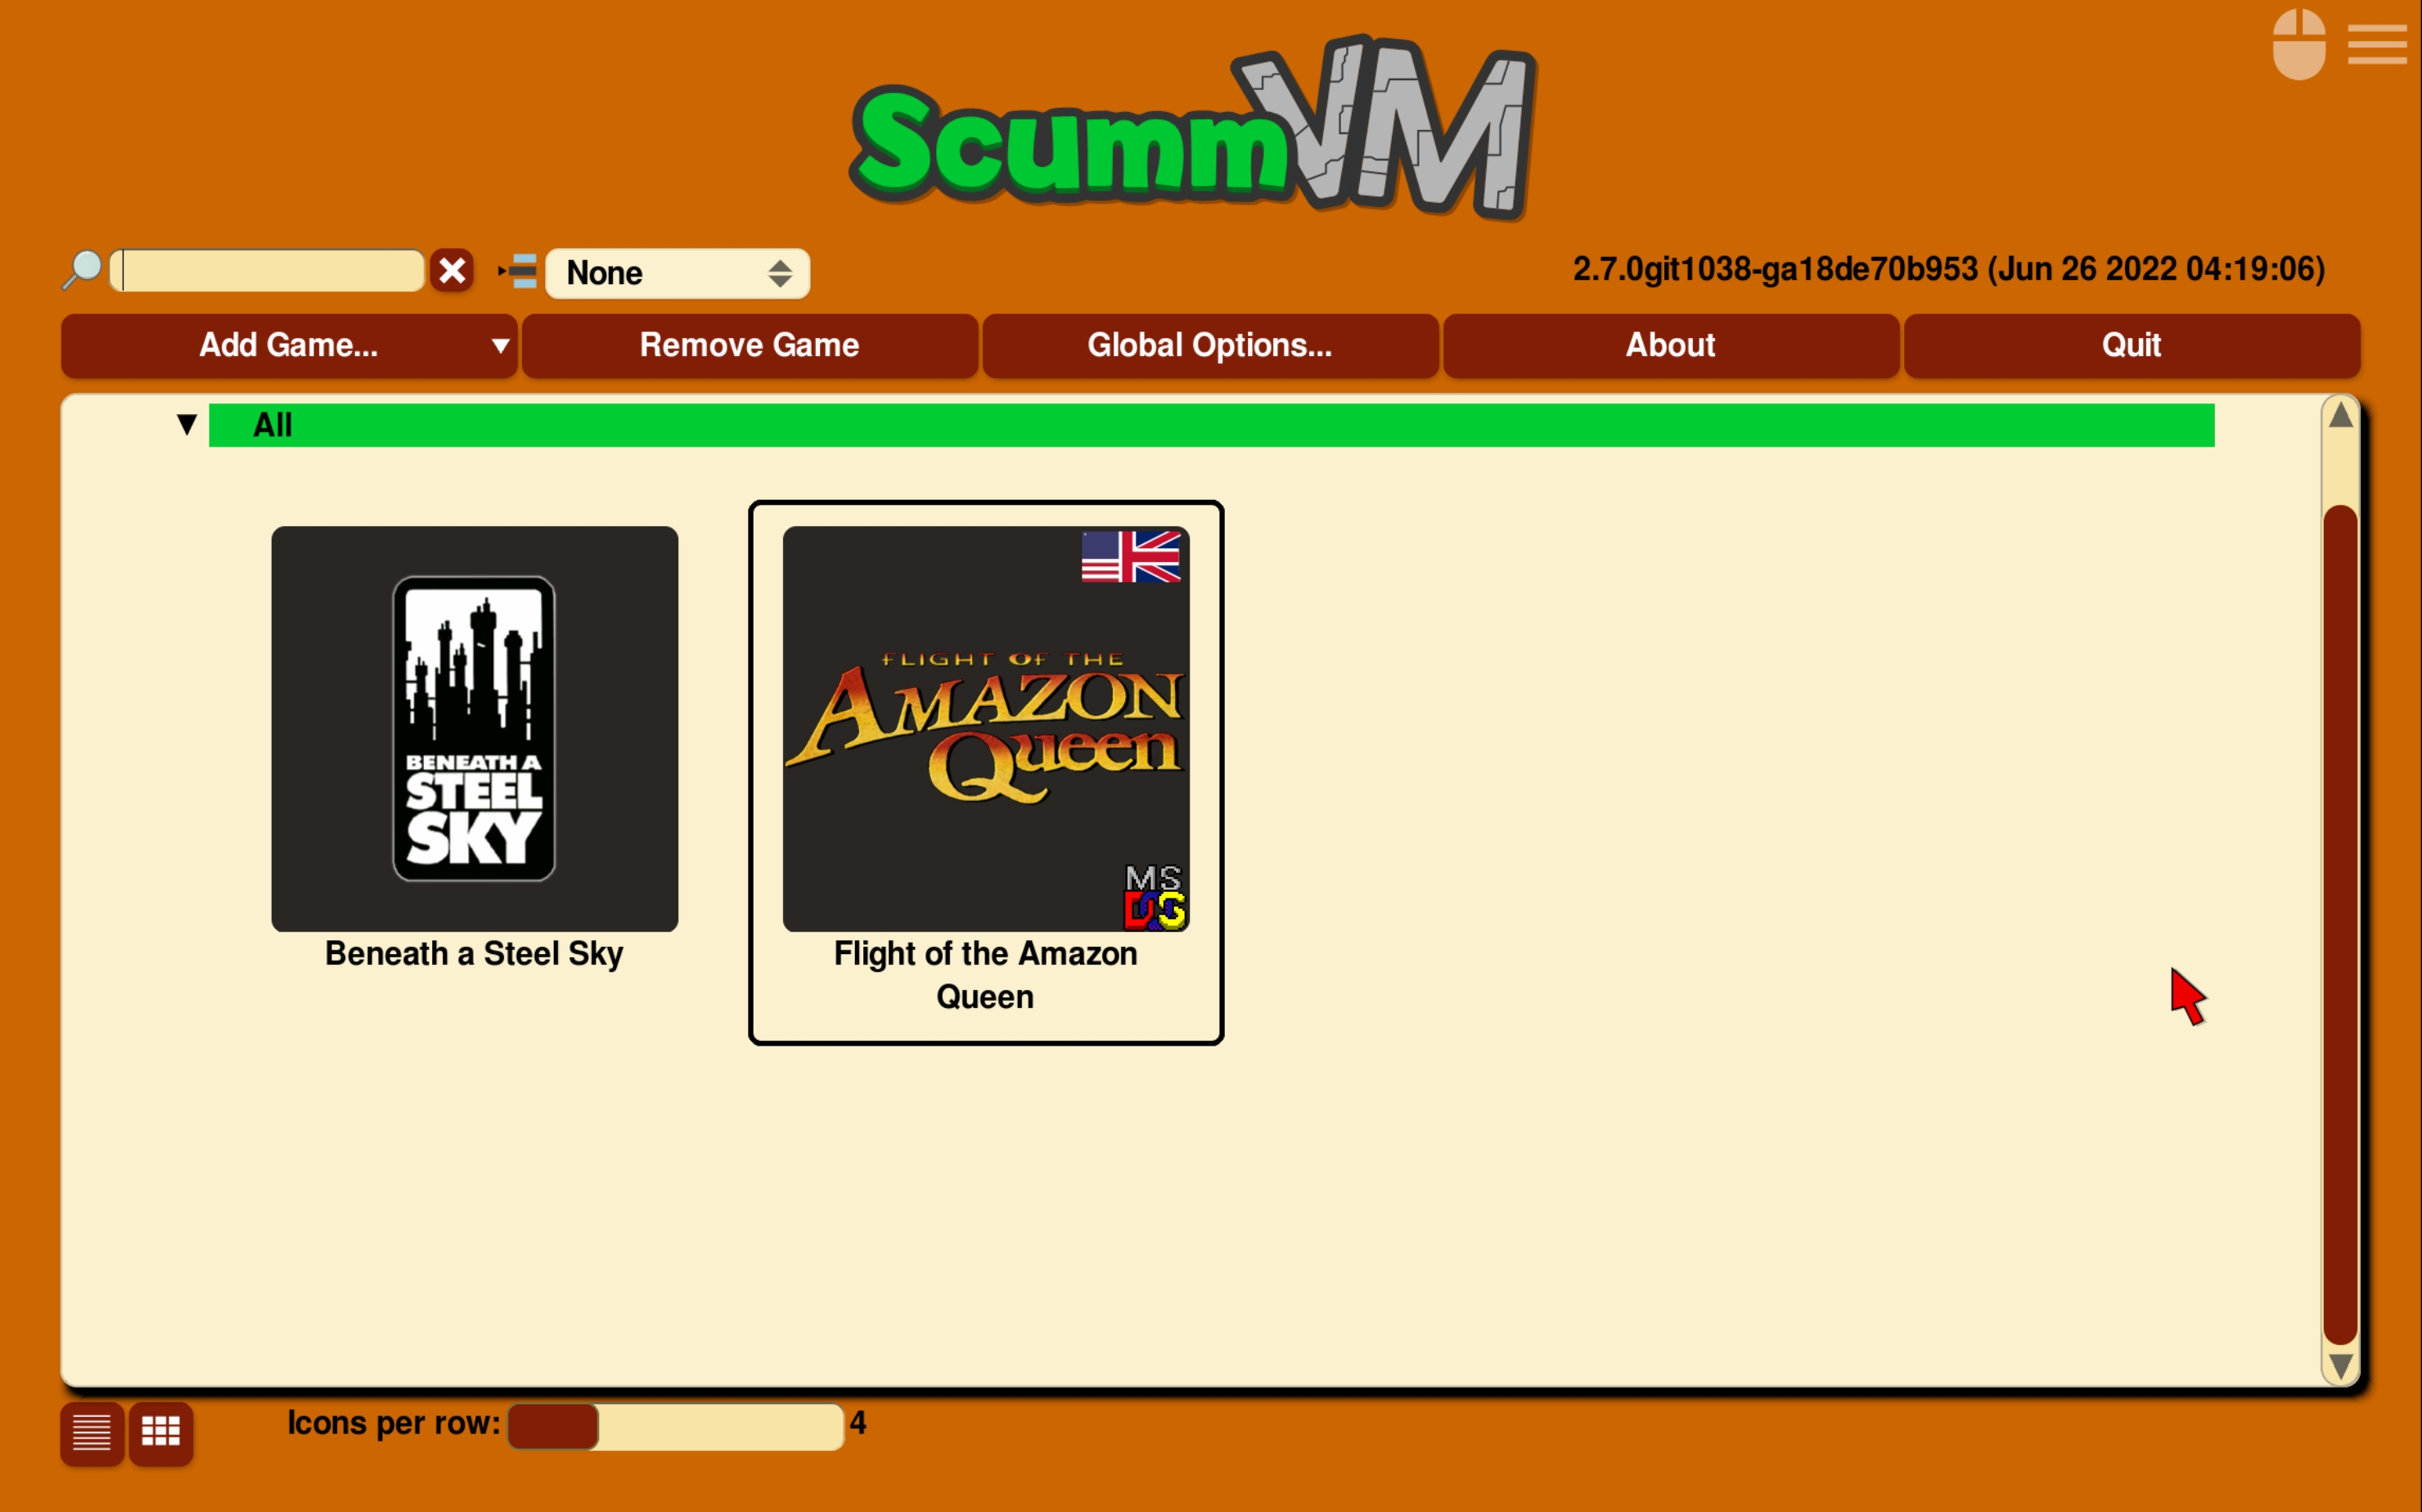 ScummVM
None
2.7.0git1038-ga18de70b953 (Jun 26 2022 04:19:06)
Add Game...
Remove Game
Global Options...
About
Quit
All
BENEATH A
STEEL
SKY
FLIGHT OF THE
AMAZON
Queen
MS
DOS
Beneath a Steel Sky
Flight of the Amazon
Queen
Icons per row:
4